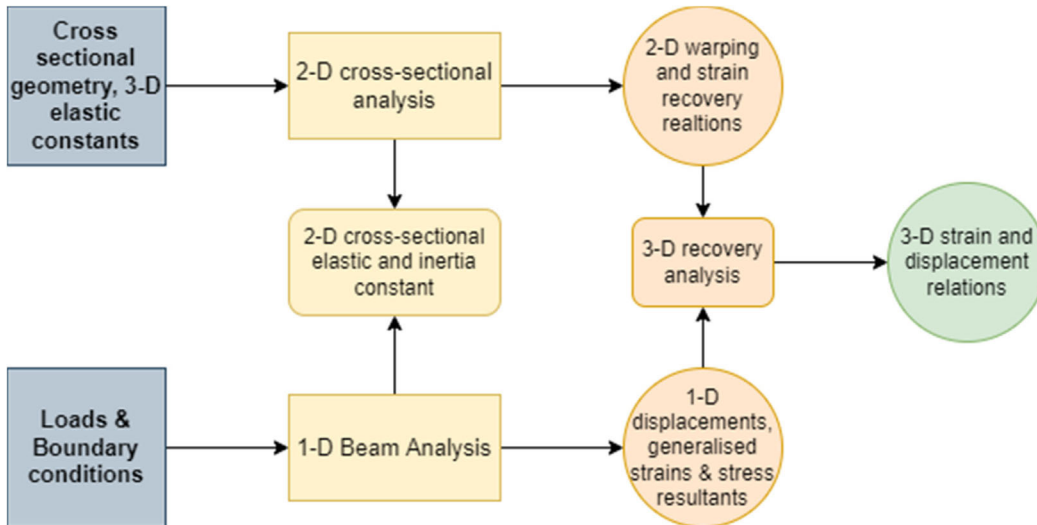 Cross
sectional
geometry, 3-D
elastic
constants
2-D cross-sectional
analysis
2-D warping
and strain
recovery
realtions
2-D cross-sectional
elastic and inertia
constant
3-D recovery
analysis
3-D strain and
displacement
relations
Loads &
Boundary
conditions
1-D Beam Analysis
1-D
displacements,
generalised
strains & stress
resultants